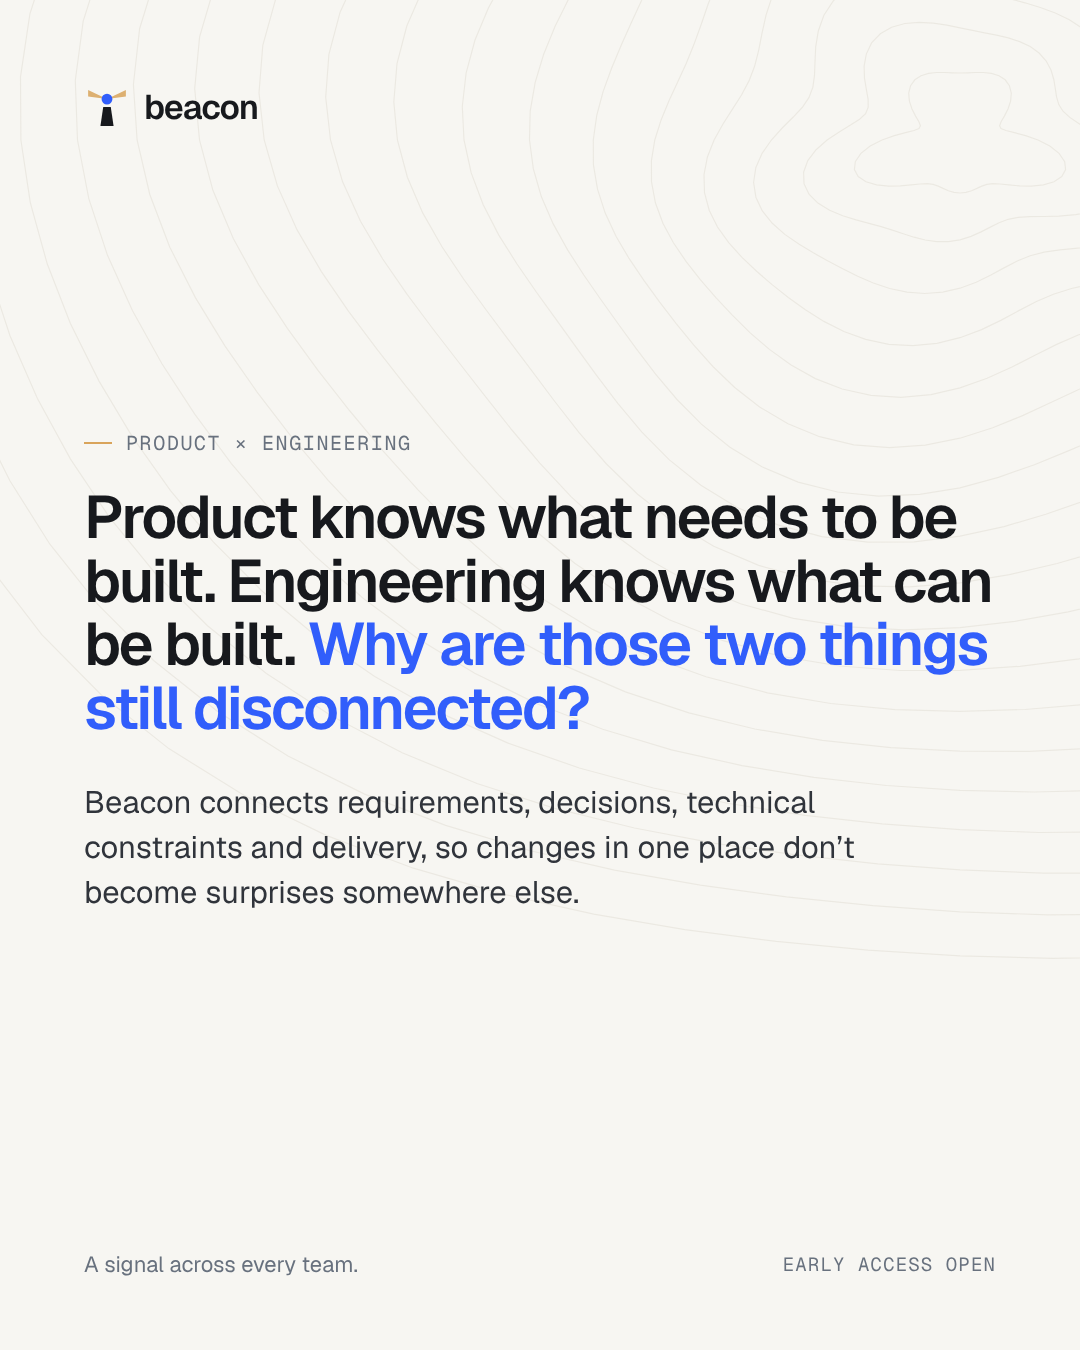 beacon
PRODUCT × ENGINEERING
Product knows what needs to be
built. Engineering knows what can
be built. Why are those two things
still disconnected?
Beacon connects requirements, decisions, technical
constraints and delivery, so changes in one place don’t
become surprises somewhere else.
A signal across every team.
EARLY ACCESS OPEN